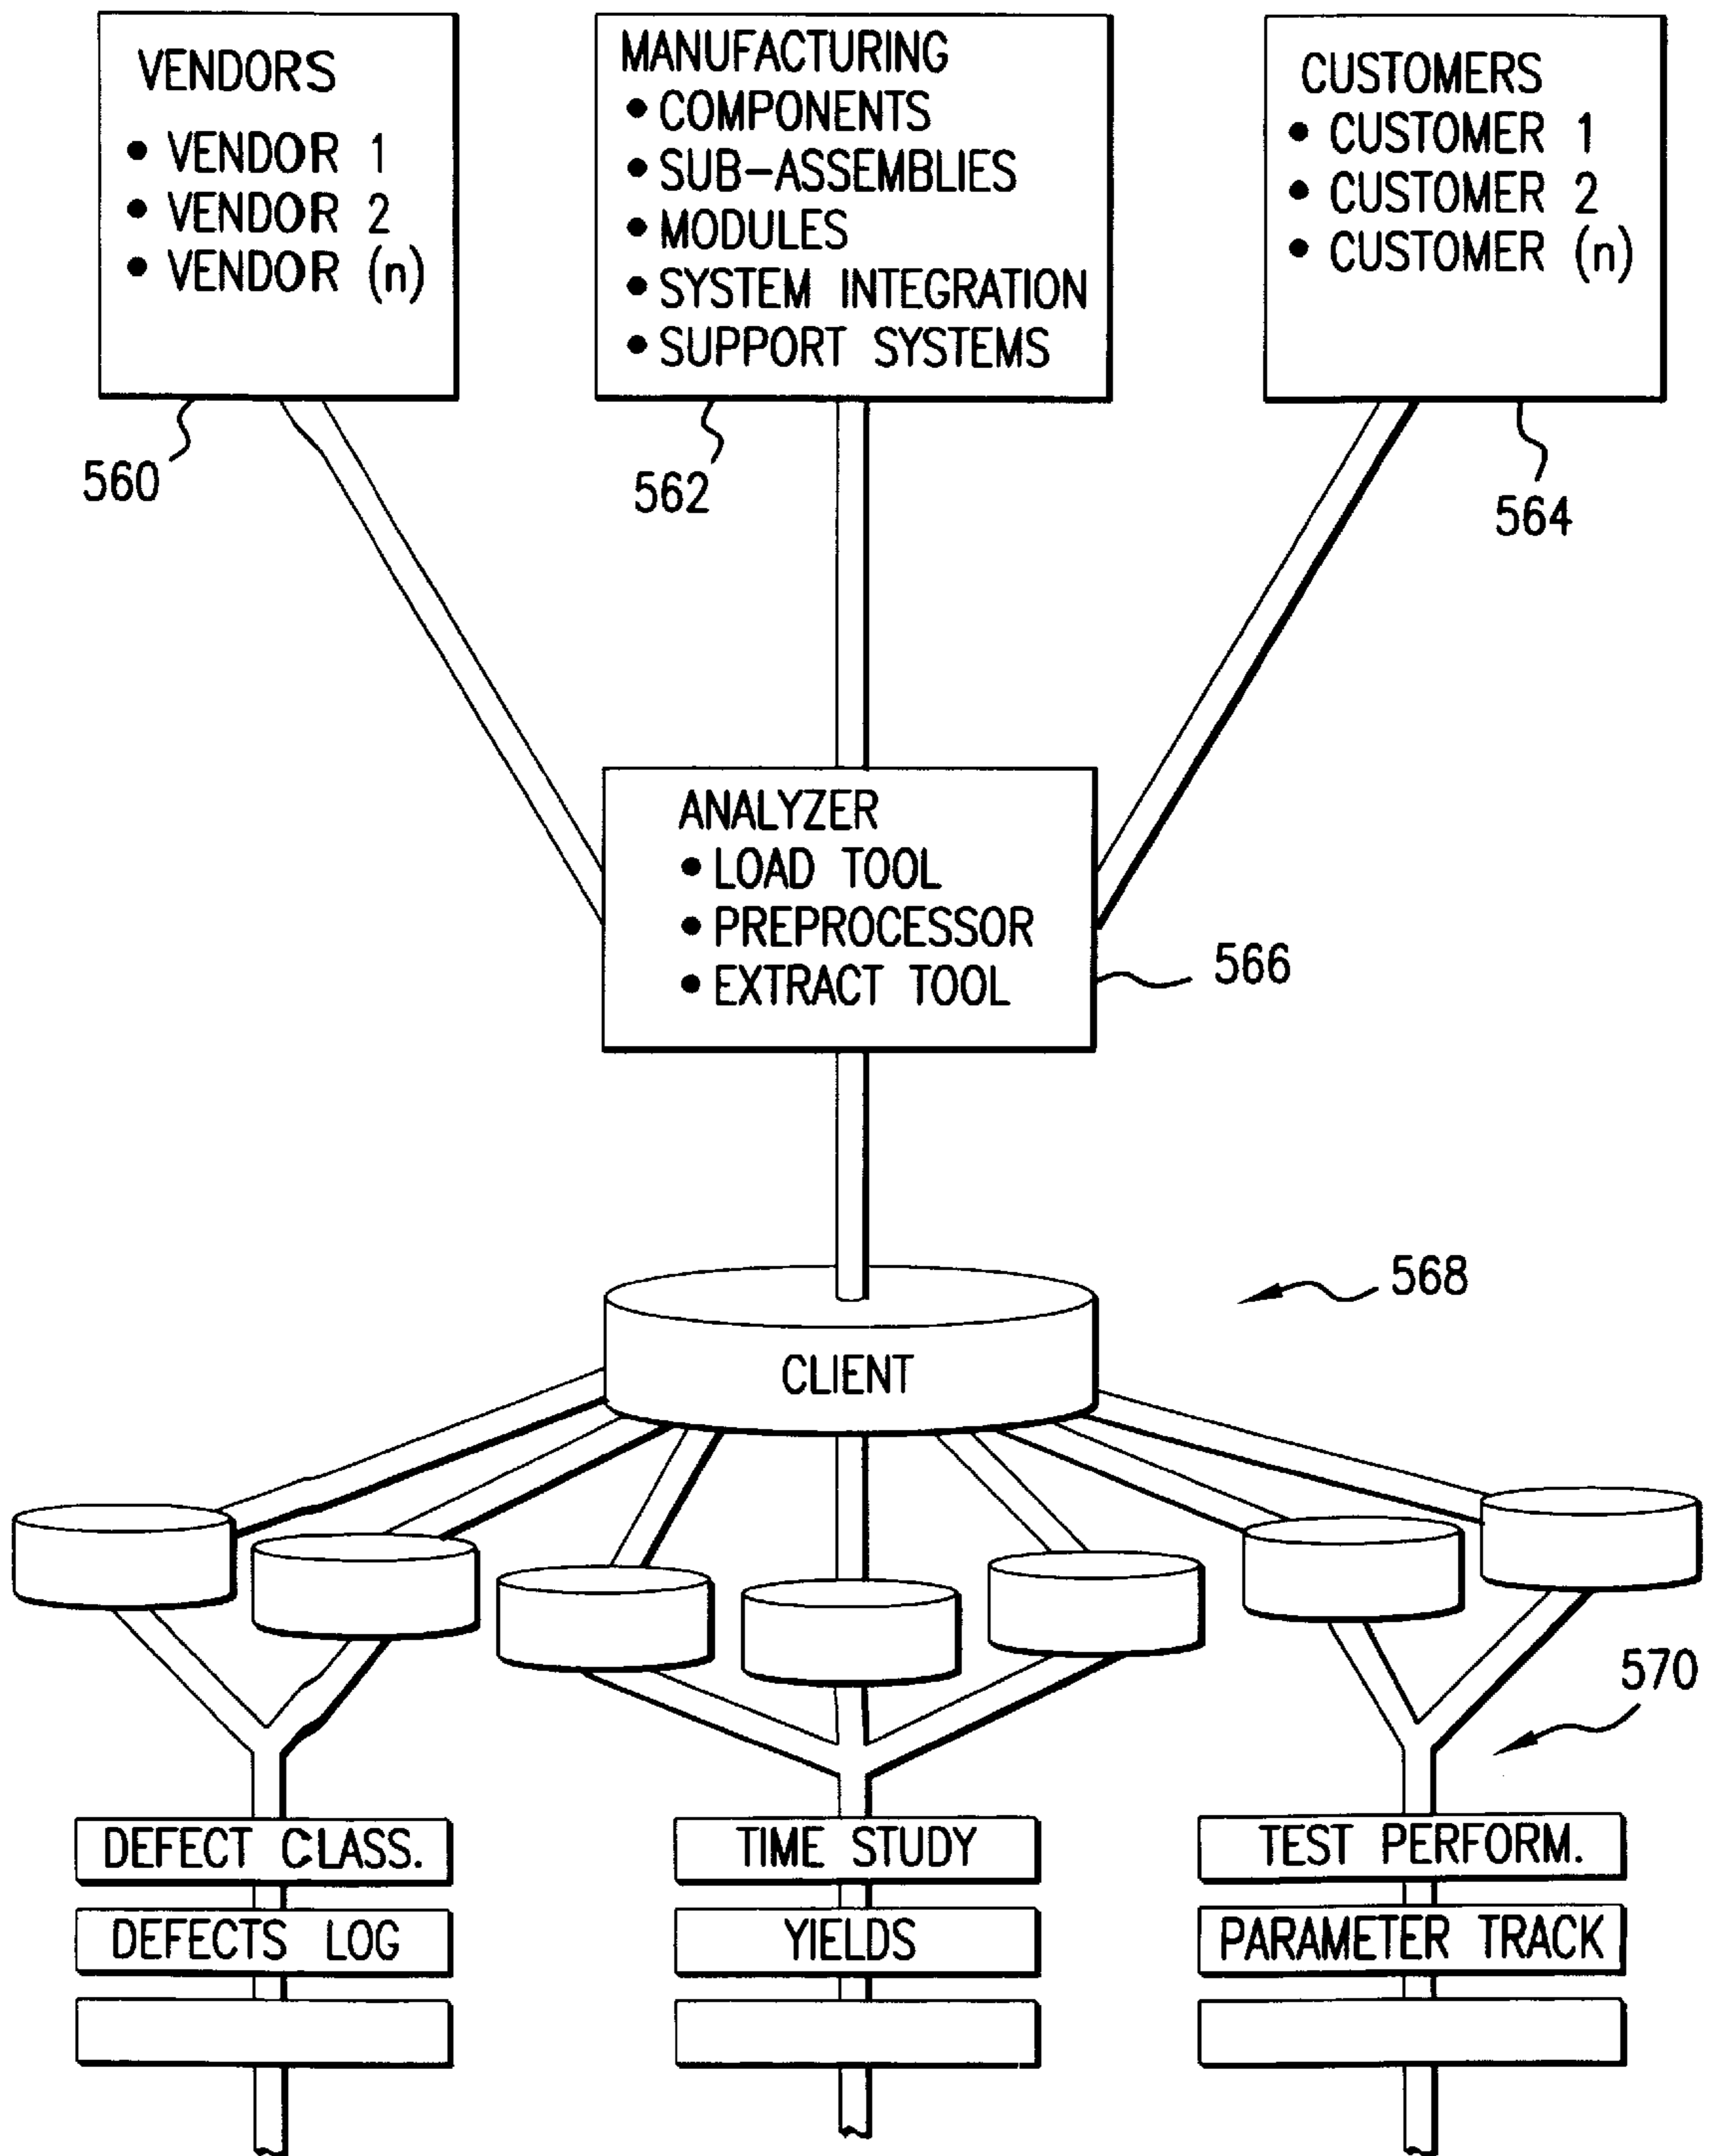 VENDORS
• VENDOR 1
• VENDOR 2
• VENDOR (n)
560
MANUFACTURING
• COMPONENTS
• SUB-ASSEMBLIES
• MODULES
• SYSTEM INTEGRATION
• SUPPORT SYSTEMS
562
CUSTOMERS
• CUSTOMER 1
• CUSTOMER 2
• CUSTOMER (n)
564
ANALYZER
• LOAD TOOL
• PREPROCESSOR
• EXTRACT TOOL
566
568
CLIENT
570
DEFECT CLASS.
DEFECTS LOG
TIME STUDY
YIELDS
TEST PERFORM.
PARAMETER TRACK